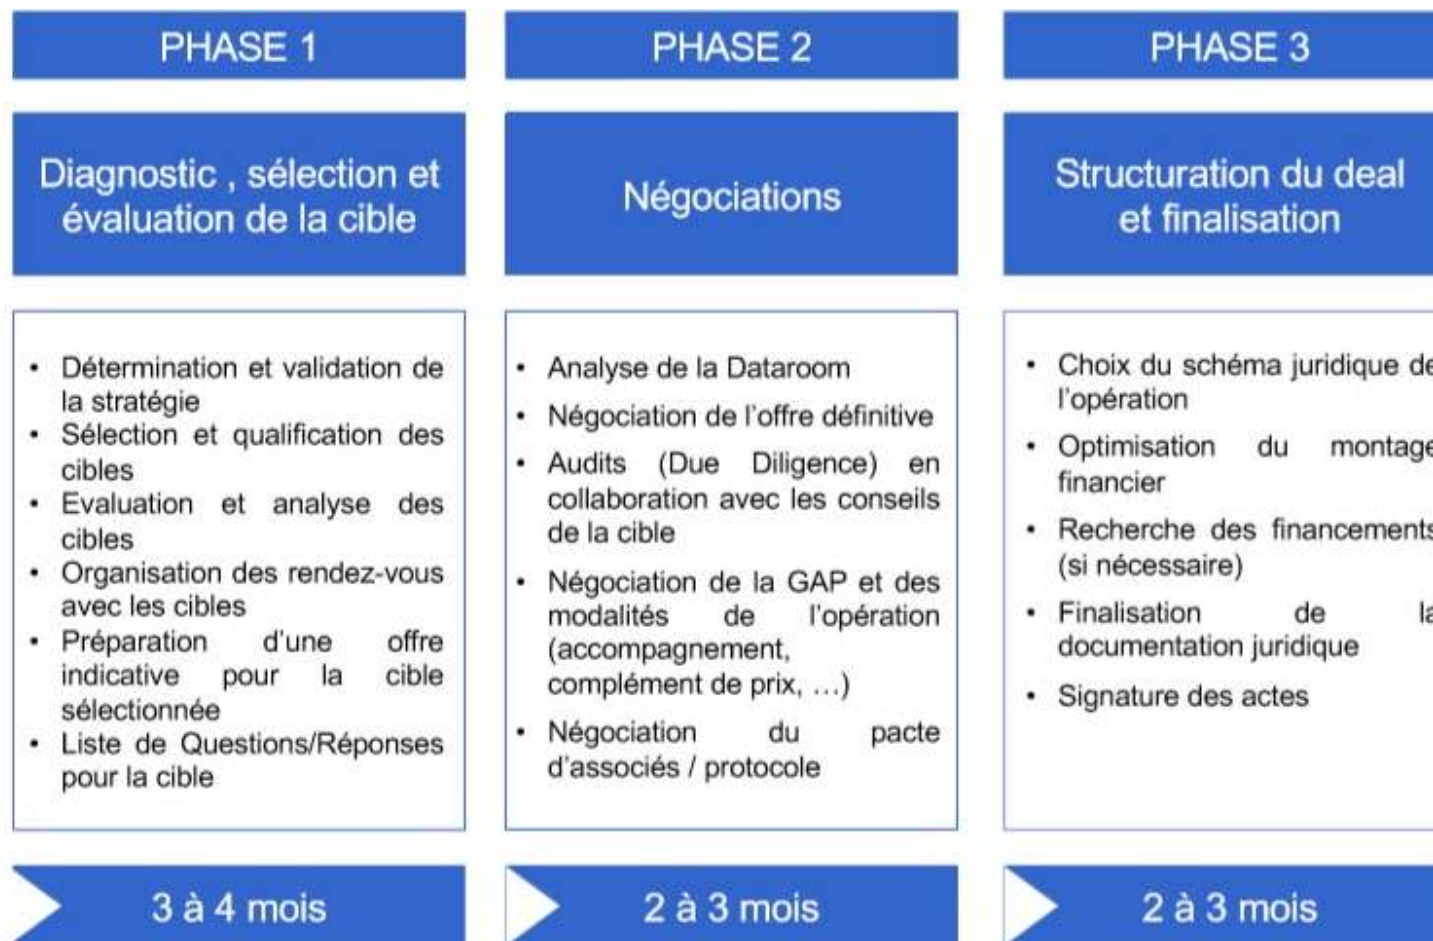 PHASE 1
Diagnostic , sélection et
évaluation de la cible
• Détermination et validation de
la stratégie
• Sélection et qualification des
cibles
• Evaluation et analyse des
cibles
• Organisation des rendez-vous
avec les cibles
• Préparation d'une offre
indicative pour la cible
sélectionnée
• Liste de Questions/Réponses
pour la cible
3 à 4 mois
PHASE 2
Négociations
• Analyse de la Dataroom
• Négociation de l'offre définitive
• Audits (Due Diligence) en
collaboration avec les conseils
de la cible
• Négociation de la GAP et des
modalités de l'opération
(accompagnement,
complément de prix, …)
• Négociation du pacte
d'associés / protocole
2 à 3 mois
PHASE 3
Structuration du deal
et finalisation
• Choix du schéma juridique de
l'opération
• Optimisation du montage
financier
• Recherche des financements
(si nécessaire)
• Finalisation de la
documentation juridique
• Signature des actes
2 à 3 mois